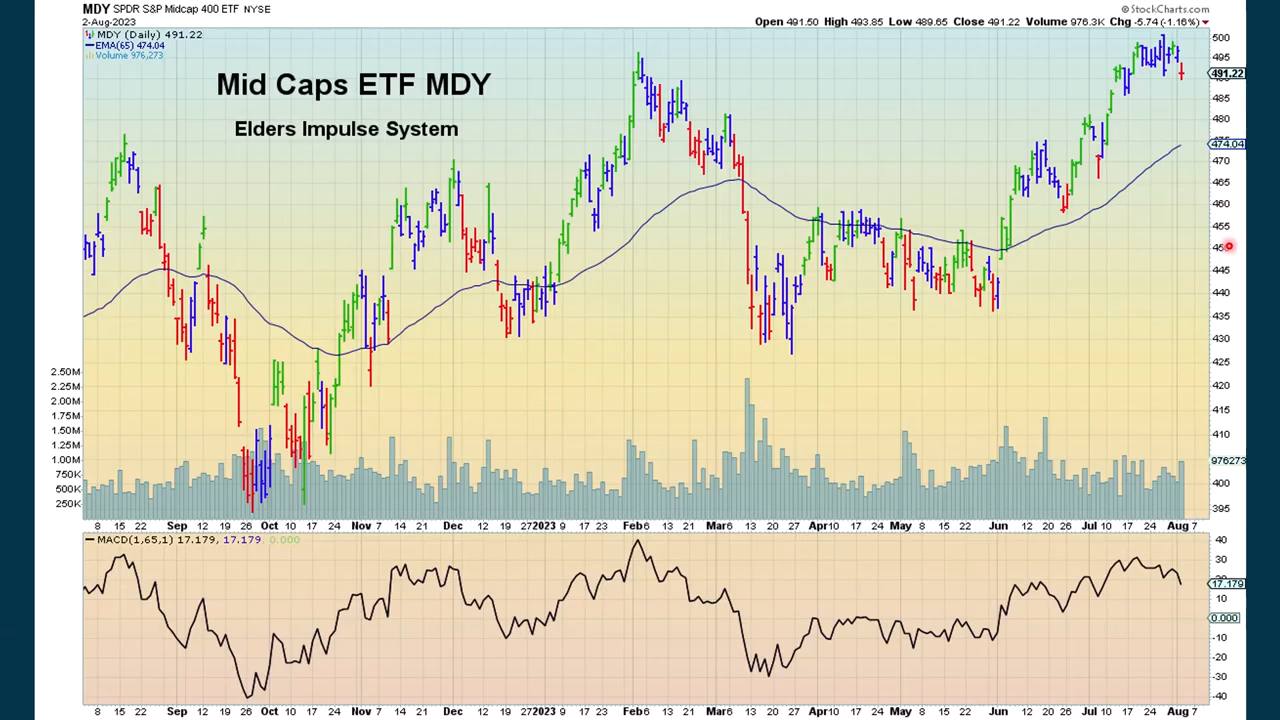 MDY SPDR S&P Midcap 400 ETF NYSE
© StockCharts.com
2-Aug-2023
Open 491.50 High 493.85 Low 489.65 Close 491.22 Volume 976.3K Chg -5.74 (-1.16%)
MDY (Daily) 491.22
EMA(65) 474.04
Volume 976,273
Mid Caps ETF MDY
Elders Impulse System
500
495
491.22
485
480
474.04
470
465
460
455
445
440
435
430
425
420
415
410
976273
400
395
2.50M
2.25M
2.00M
1.75M
1.50M
1.25M
1.00M
750K
500K
250K
8 15 22 Sep 12 19 26 Oct 10 17 24 Nov 7 14 21 Dec 12 19 2023 9 17 23 Feb 6 13 21 Mar 6 13 20 27 Apr 10 17 24 May 8 15 22 Jun 12 20 26 Jul 10 17 24 Aug 7
MACD(1,65,1) 17.179, 17.179, 0.000
40
30
17.179
10
0.000
-10
-20
-30
-40
8 15 22 Sep 12 19 26 Oct 10 17 24 Nov 7 14 21 Dec 12 19 2023 9 17 23 Feb 6 13 21 Mar 6 13 20 27 Apr 10 17 24 May 8 15 22 Jun 12 20 26 Jul 10 17 24 Aug 7